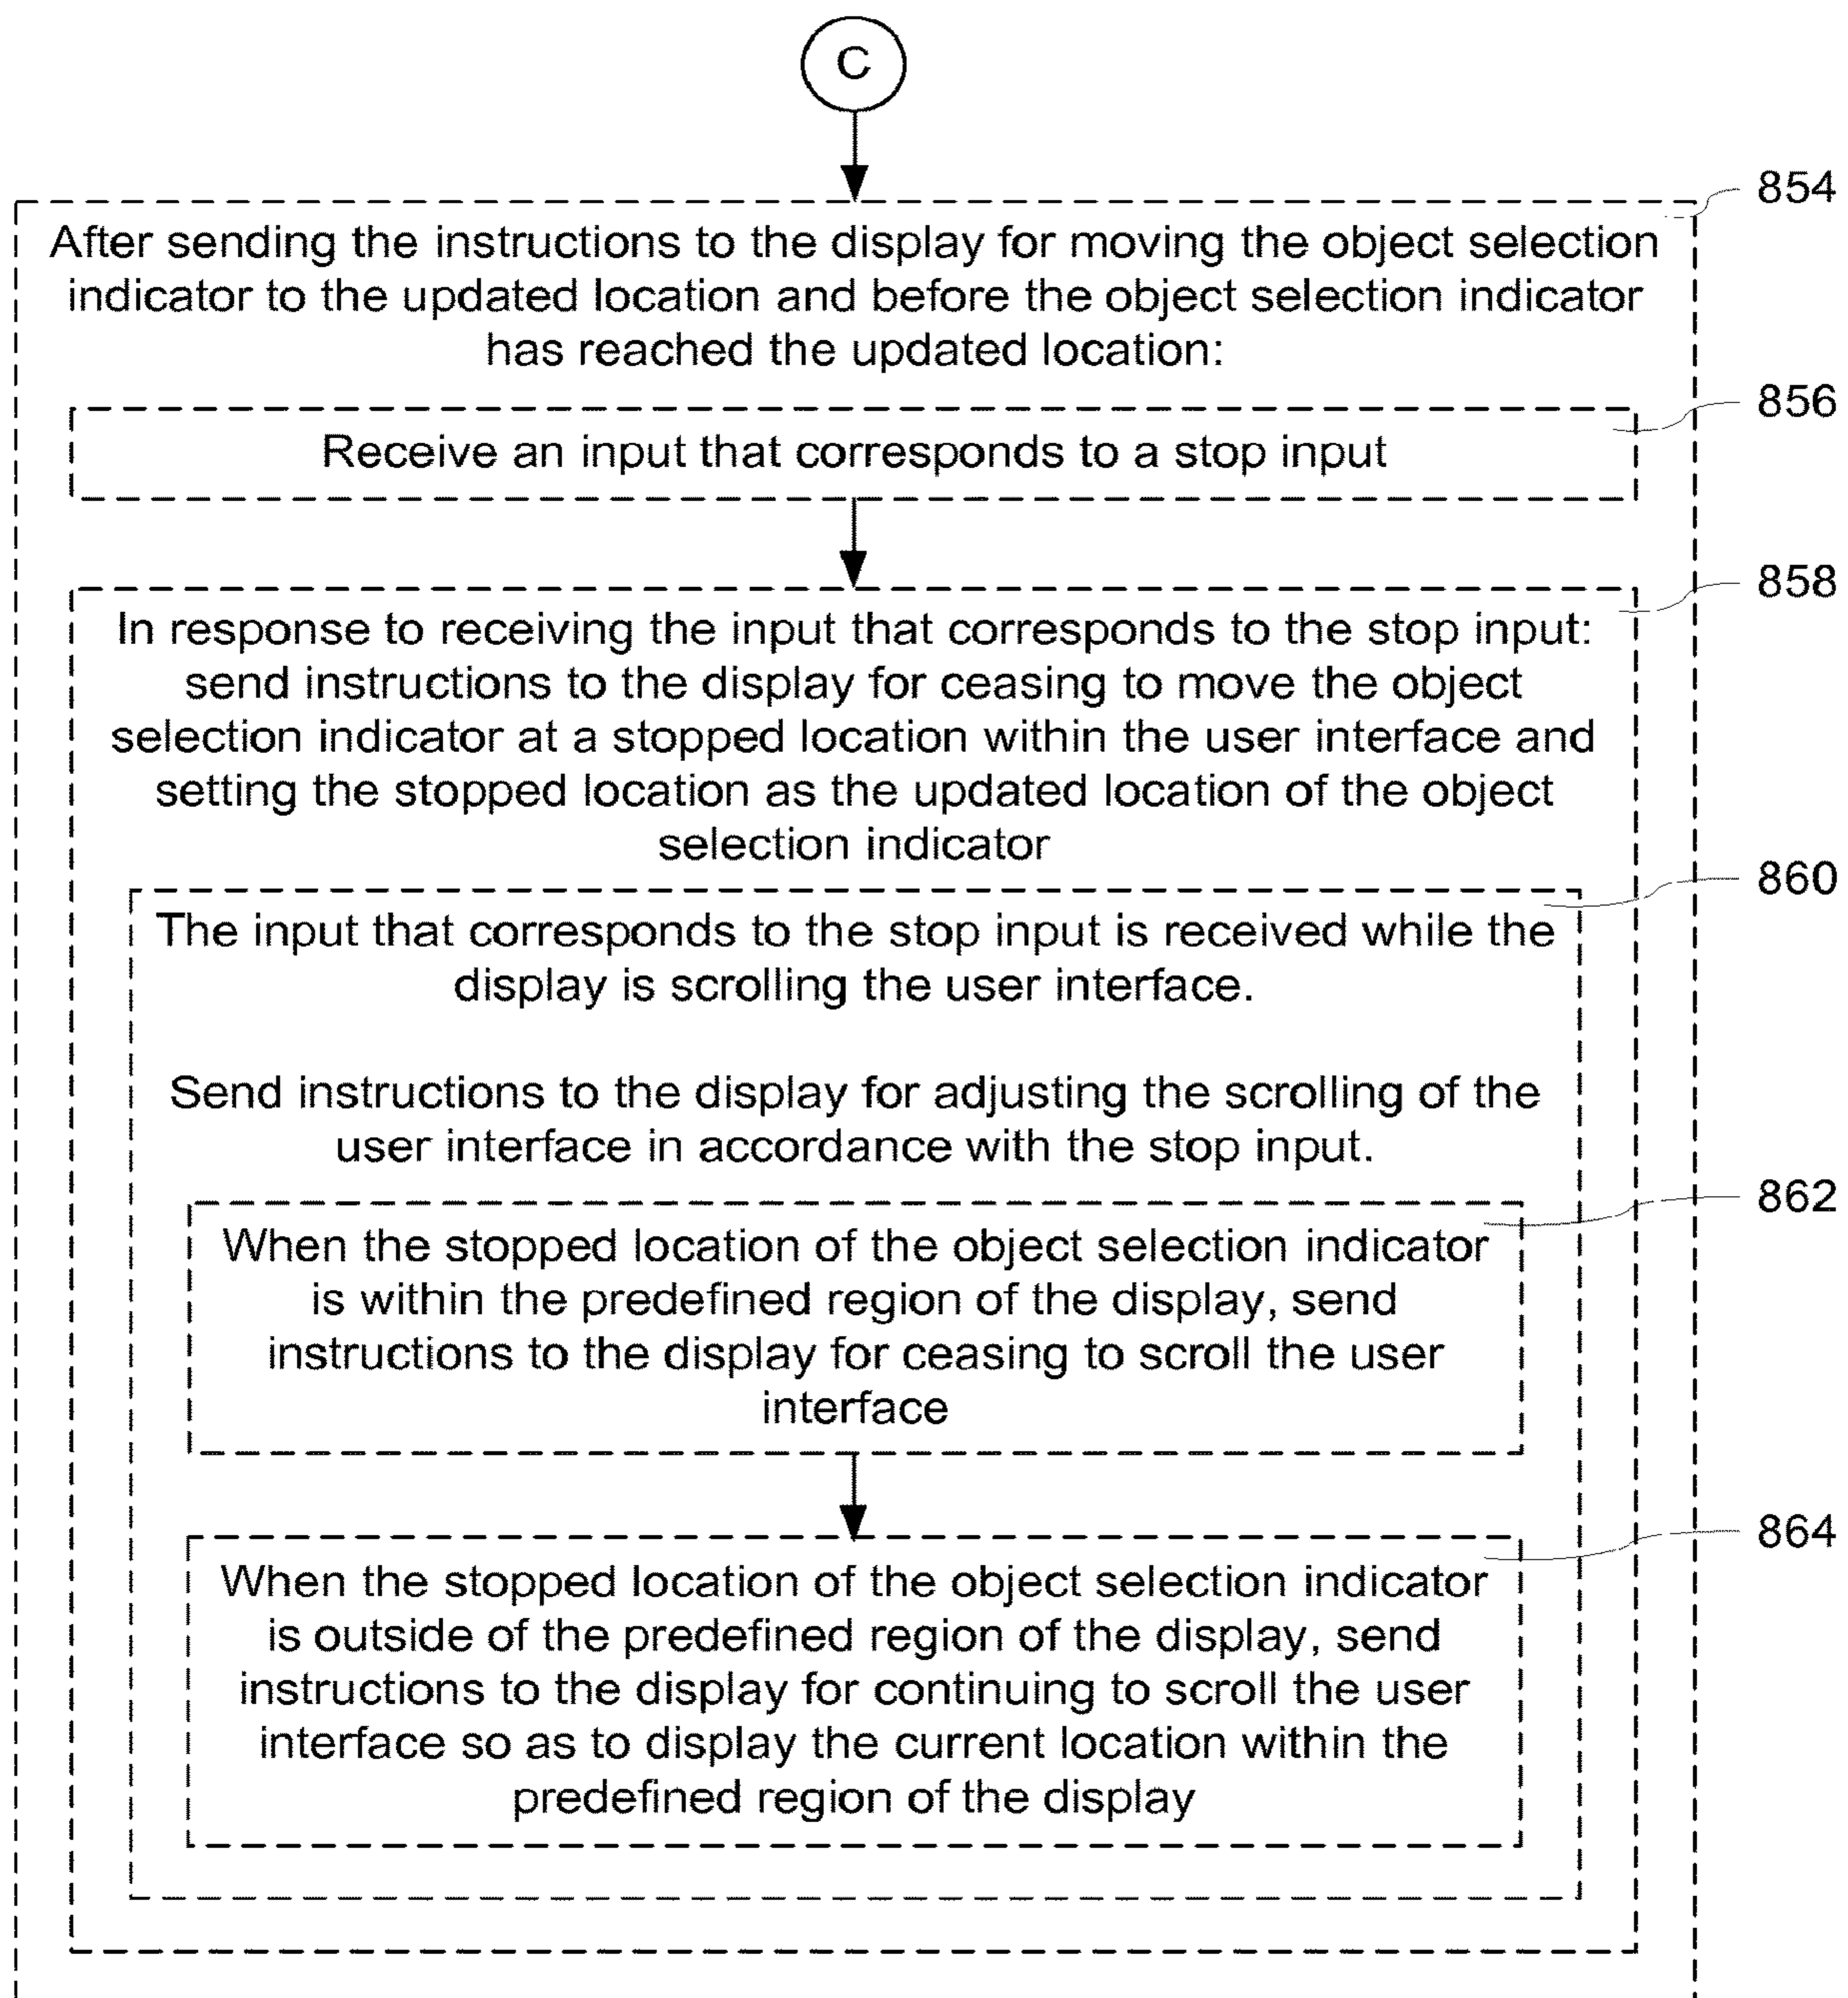 C
854
After sending the instructions to the display for moving the object selection
indicator to the updated location and before the object selection indicator
has reached the updated location:
856
Receive an input that corresponds to a stop input
858
In response to receiving the input that corresponds to the stop input:
send instructions to the display for ceasing to move the object
selection indicator at a stopped location within the user interface and
setting the stopped location as the updated location of the object
selection indicator
860
The input that corresponds to the stop input is received while the
display is scrolling the user interface.
Send instructions to the display for adjusting the scrolling of the
user interface in accordance with the stop input.
862
When the stopped location of the object selection indicator
is within the predefined region of the display, send
instructions to the display for ceasing to scroll the user
interface
864
When the stopped location of the object selection indicator
is outside of the predefined region of the display, send
instructions to the display for continuing to scroll the user
interface so as to display the current location within the
predefined region of the display